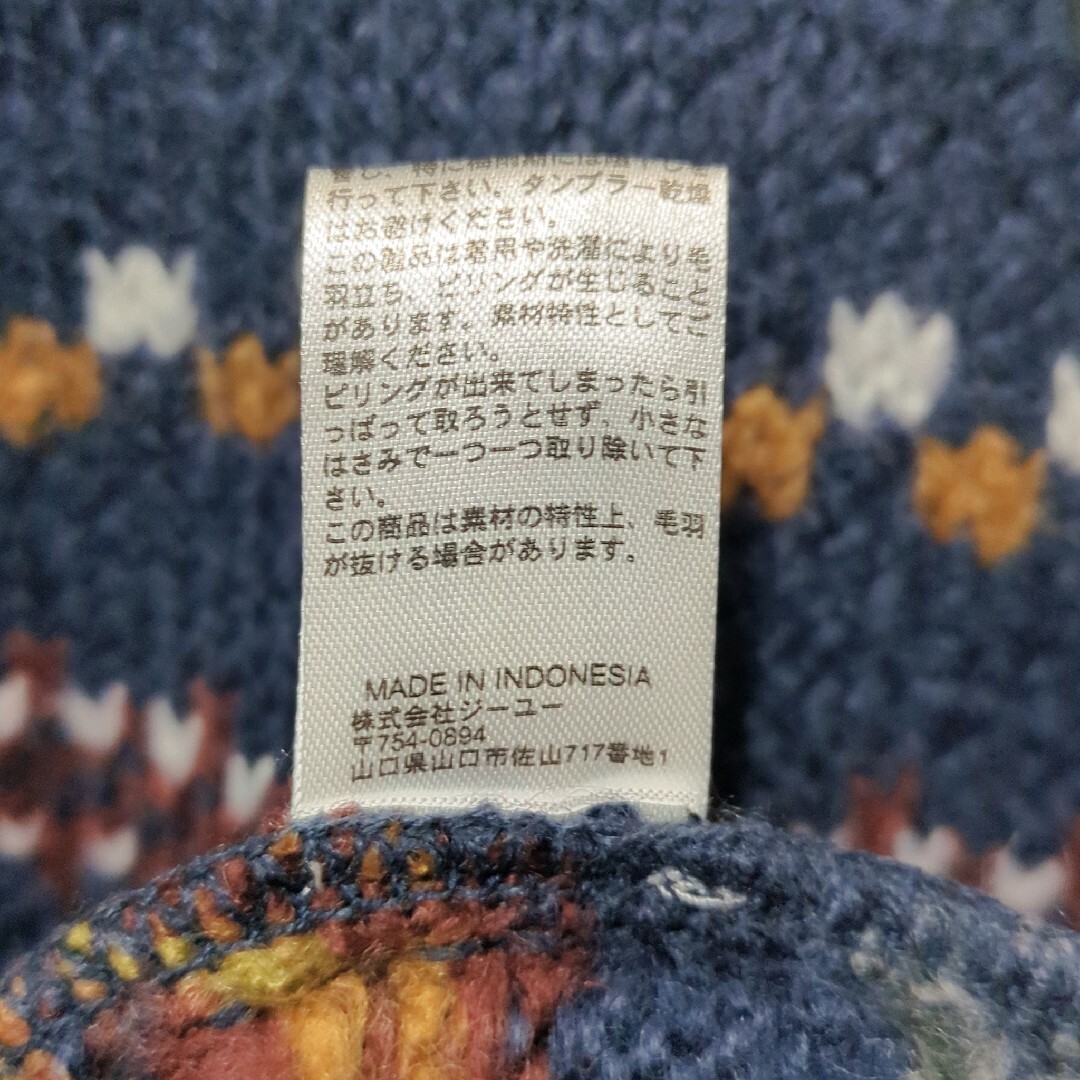 行って下さい。タンブラー乾燥
はお避けください。
この製品は着用や洗濯により毛
羽立ち、ピリングが生じること
があります。素材特性としてご
理解ください。
ピリングが出来てしまったら引
っぱって取ろうとせず、小さな
はさみで一つ一つ取り除いて下
さい。
この商品は素材の特性上、毛羽
が抜ける場合があります。
MADE IN INDONESIA
株式会社ジーユー
〒754-0894
山口県山口市佐山717番地1